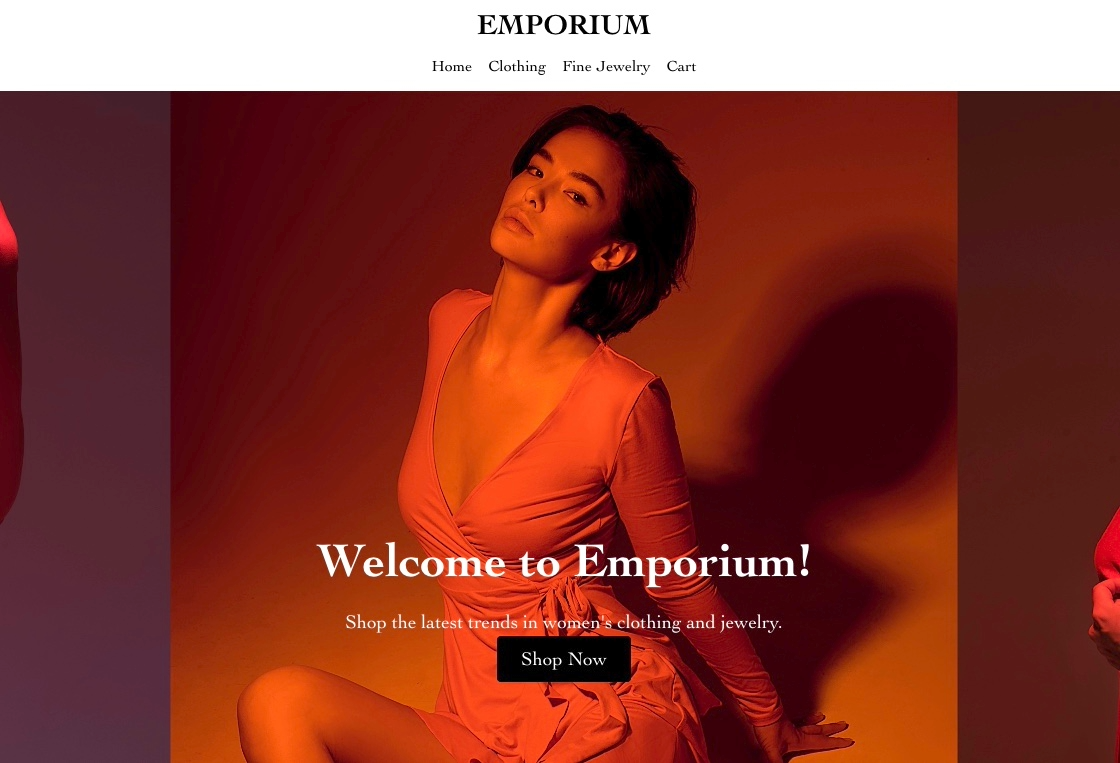 EMPORIUM
Home Clothing Fine Jewelry Cart
Welcome to Emporium!
Shop the latest trends in women's clothing and jewelry.
Shop Now